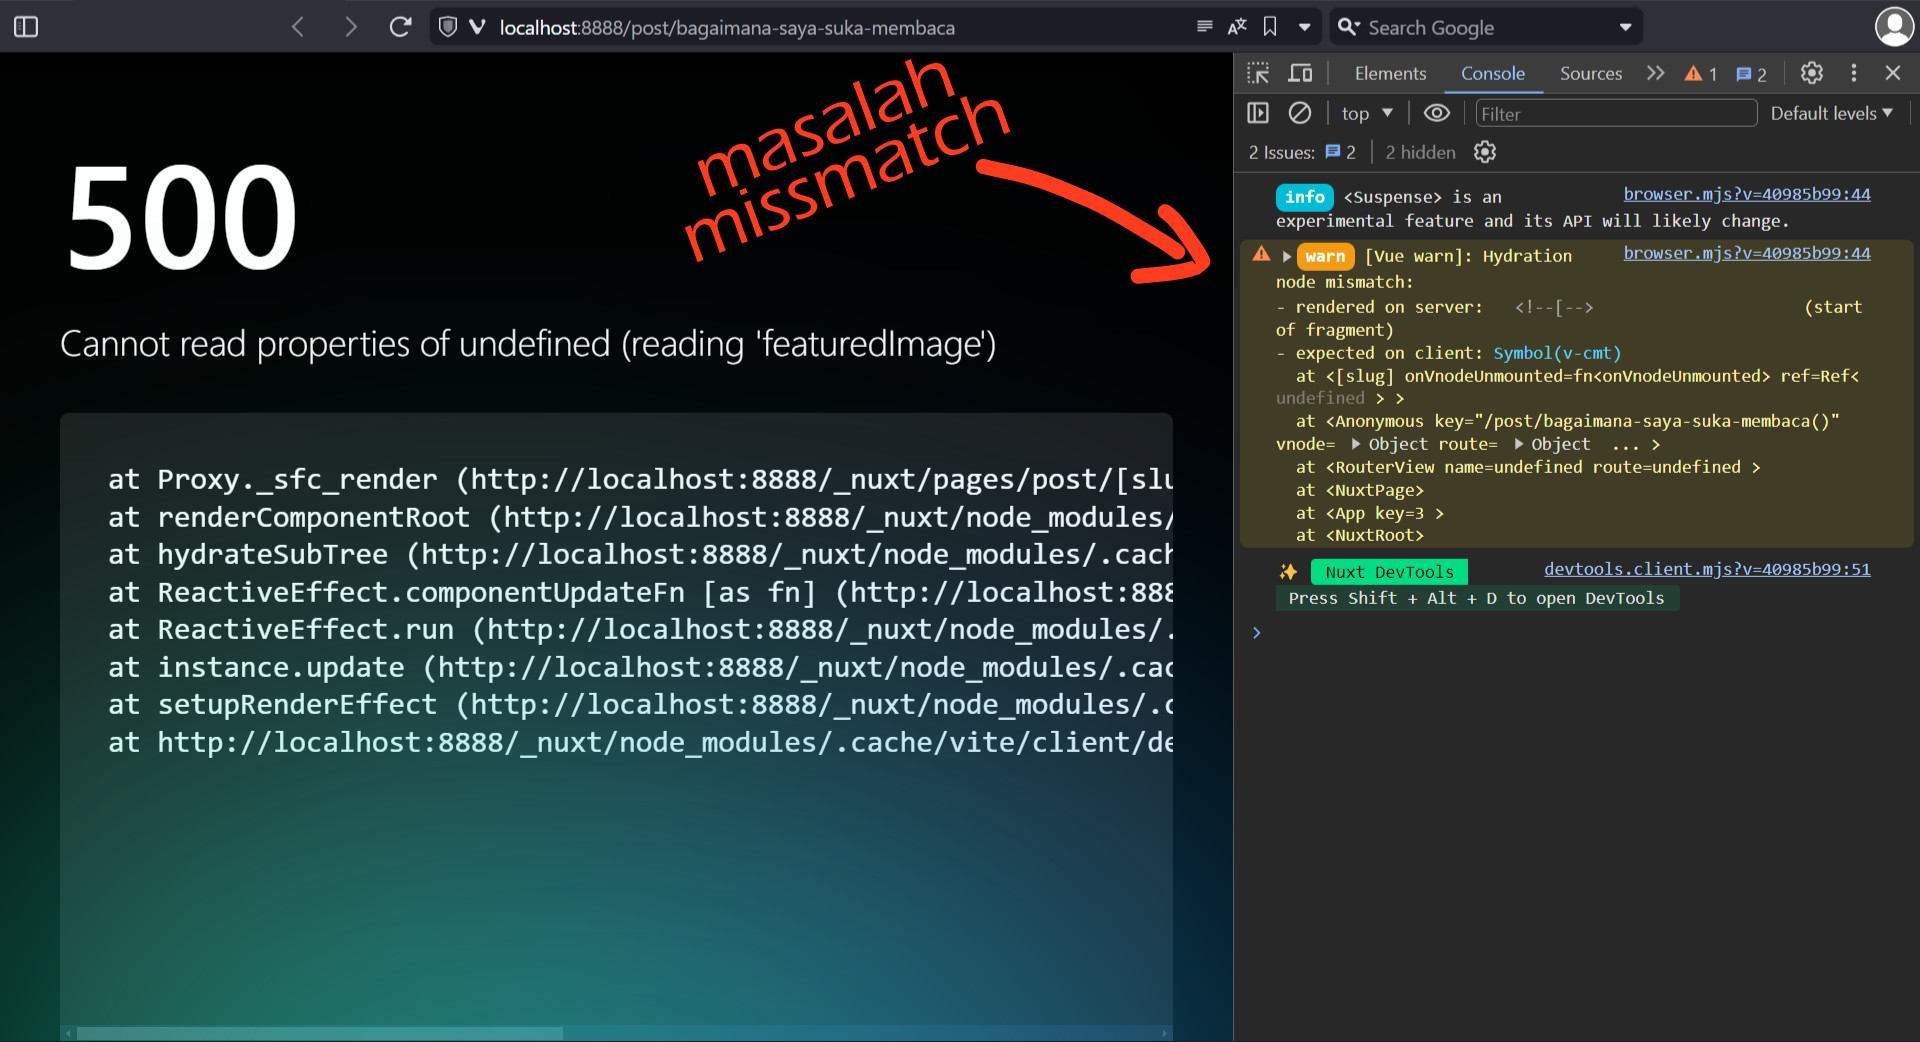 localhost:8888/post/bagaimana-saya-suka-membaca
Search Google
masalah
missmatch
500
Cannot read properties of undefined (reading 'featuredImage')
at Proxy._sfc_render (http://localhost:8888/_nuxt/pages/post/[slu
at renderComponentRoot (http://localhost:8888/_nuxt/node_modules/
at hydrateSubTree (http://localhost:8888/_nuxt/node_modules/.cach
at ReactiveEffect.componentUpdateFn [as fn] (http://localhost:888
at ReactiveEffect.run (http://localhost:8888/_nuxt/node_modules/.
at instance.update (http://localhost:8888/_nuxt/node_modules/.cac
at setupRenderEffect (http://localhost:8888/_nuxt/node_modules/.c
at http://localhost:8888/_nuxt/node_modules/.cache/vite/client/de
Elements Console Sources 1 2
top Filter Default levels
2 Issues: 2 2 hidden
info <Suspense> is an browser.mjs?v=40985b99:44
experimental feature and its API will likely change.
warn [Vue warn]: Hydration browser.mjs?v=40985b99:44
node mismatch:
- rendered on server: <!--[--> (start
of fragment)
- expected on client: Symbol(v-cmt)
at <[slug] onVnodeUnmounted=fn<onVnodeUnmounted> ref=Ref<
undefined > >
at <Anonymous key="/post/bagaimana-saya-suka-membaca()"
vnode= ▶ Object route= ▶ Object ... >
at <RouterView name=undefined route=undefined >
at <NuxtPage>
at <App key=3 >
at <NuxtRoot>
✨ Nuxt DevTools devtools.client.mjs?v=40985b99:51
Press Shift + Alt + D to open DevTools